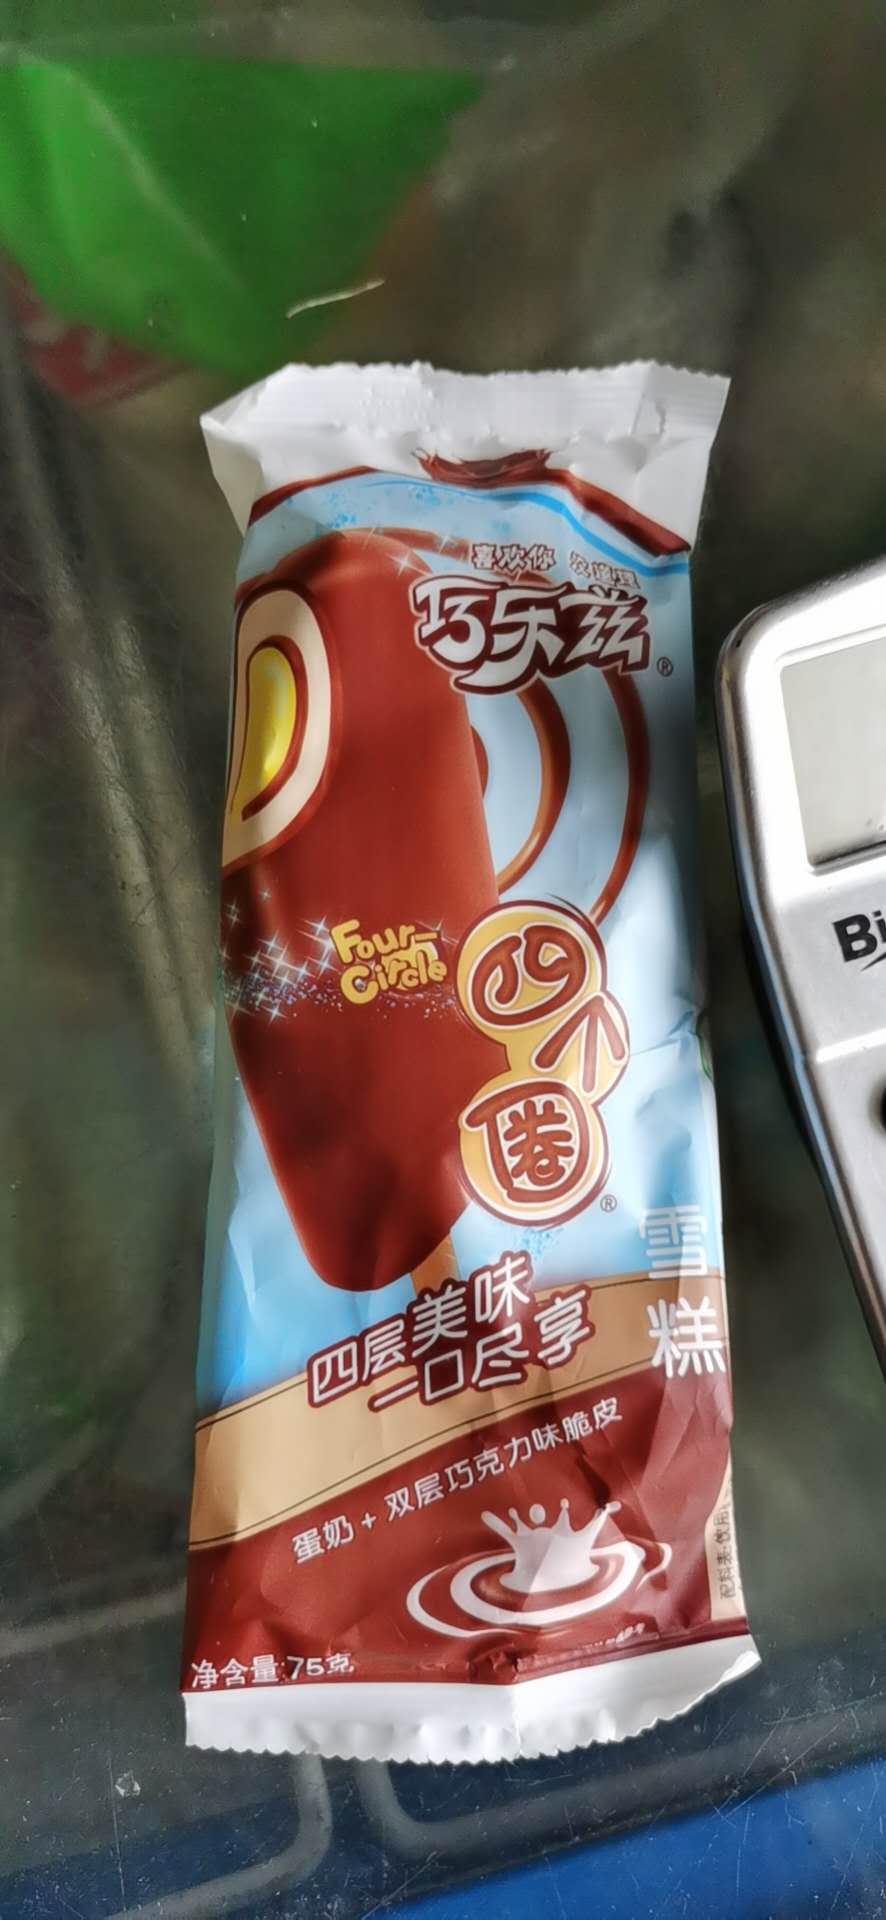 喜欢你 没道理
巧乐兹®
Four-
Circle
四个圈®
雪糕
四层美味
一口尽享
蛋奶+双层巧克力味脆皮
净含量:75克
Bi